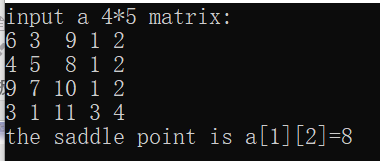 input a 4*5 matrix:
6 3  9 1 2
4 5  8 1 2
9 7 10 1 2
3 1 11 3 4
the saddle point is a[1][2]=8